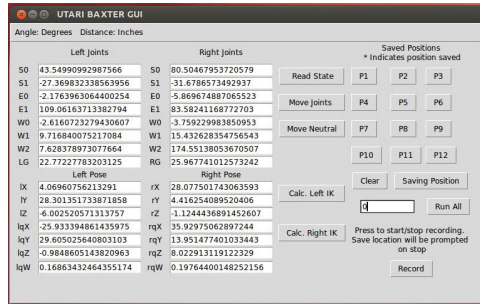 UTARI BAXTER GUI
Angle: Degrees Distance: Inches
Left Joints Right Joints
S0 43.54990992987566 S0 80.50467953720579
S1 -27.369832338563956 S1 -31.6785673492937
E0 -2.1763963064400254 E0 -5.869674887065523
E1 109.06163713382794 E1 83.58241168772703
W0 -2.6160723279430607 W0 -3.759229983850953
W1 9.716840075217084 W1 15.432628354756543
W2 7.628378973077664 W2 174.55138053670507
LG 22.77227783203125 RG 25.967741012573242
Left Pose Right Pose
lX 4.06960756213291 rX 28.077501743063593
lY 28.301351733871858 rY 4.416254089520406
lZ -6.002520571313757 rZ -1.1244436891452607
lqX -25.933394861435975 rqX 35.92975062897244
lqY 29.605025640803103 rqY 13.951477401033443
lqZ -0.9848605143820963 rqZ 8.022913119122329
lqW 0.16863432464355174 rqW 0.19764400148252156
Read State
Move Joints
Move Neutral
Calc. Left IK
Calc. Right IK
Saved Positions
* Indicates position saved
P1 P2 P3
P4 P5 P6
P7 P8 P9
P10 P11 P12
Clear Saving Position
0 Run All
Press to start/stop recording.
Save location will be prompted
on stop
Record